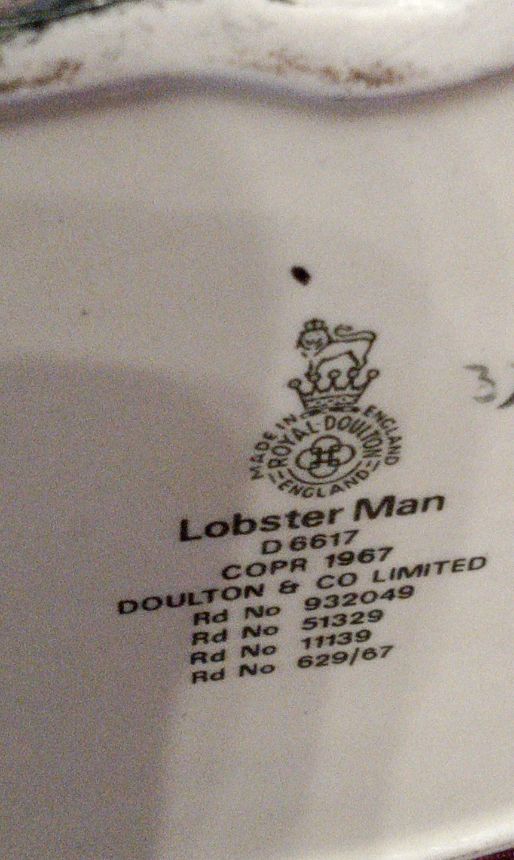 MADE IN ENGLAND
ROYAL·DOULTON
ENGLAND
Lobster Man
D 6617
COPR 1967
DOULTON & CO LIMITED
Rd No 932049
Rd No 51329
Rd No 11139
Rd No 629/67